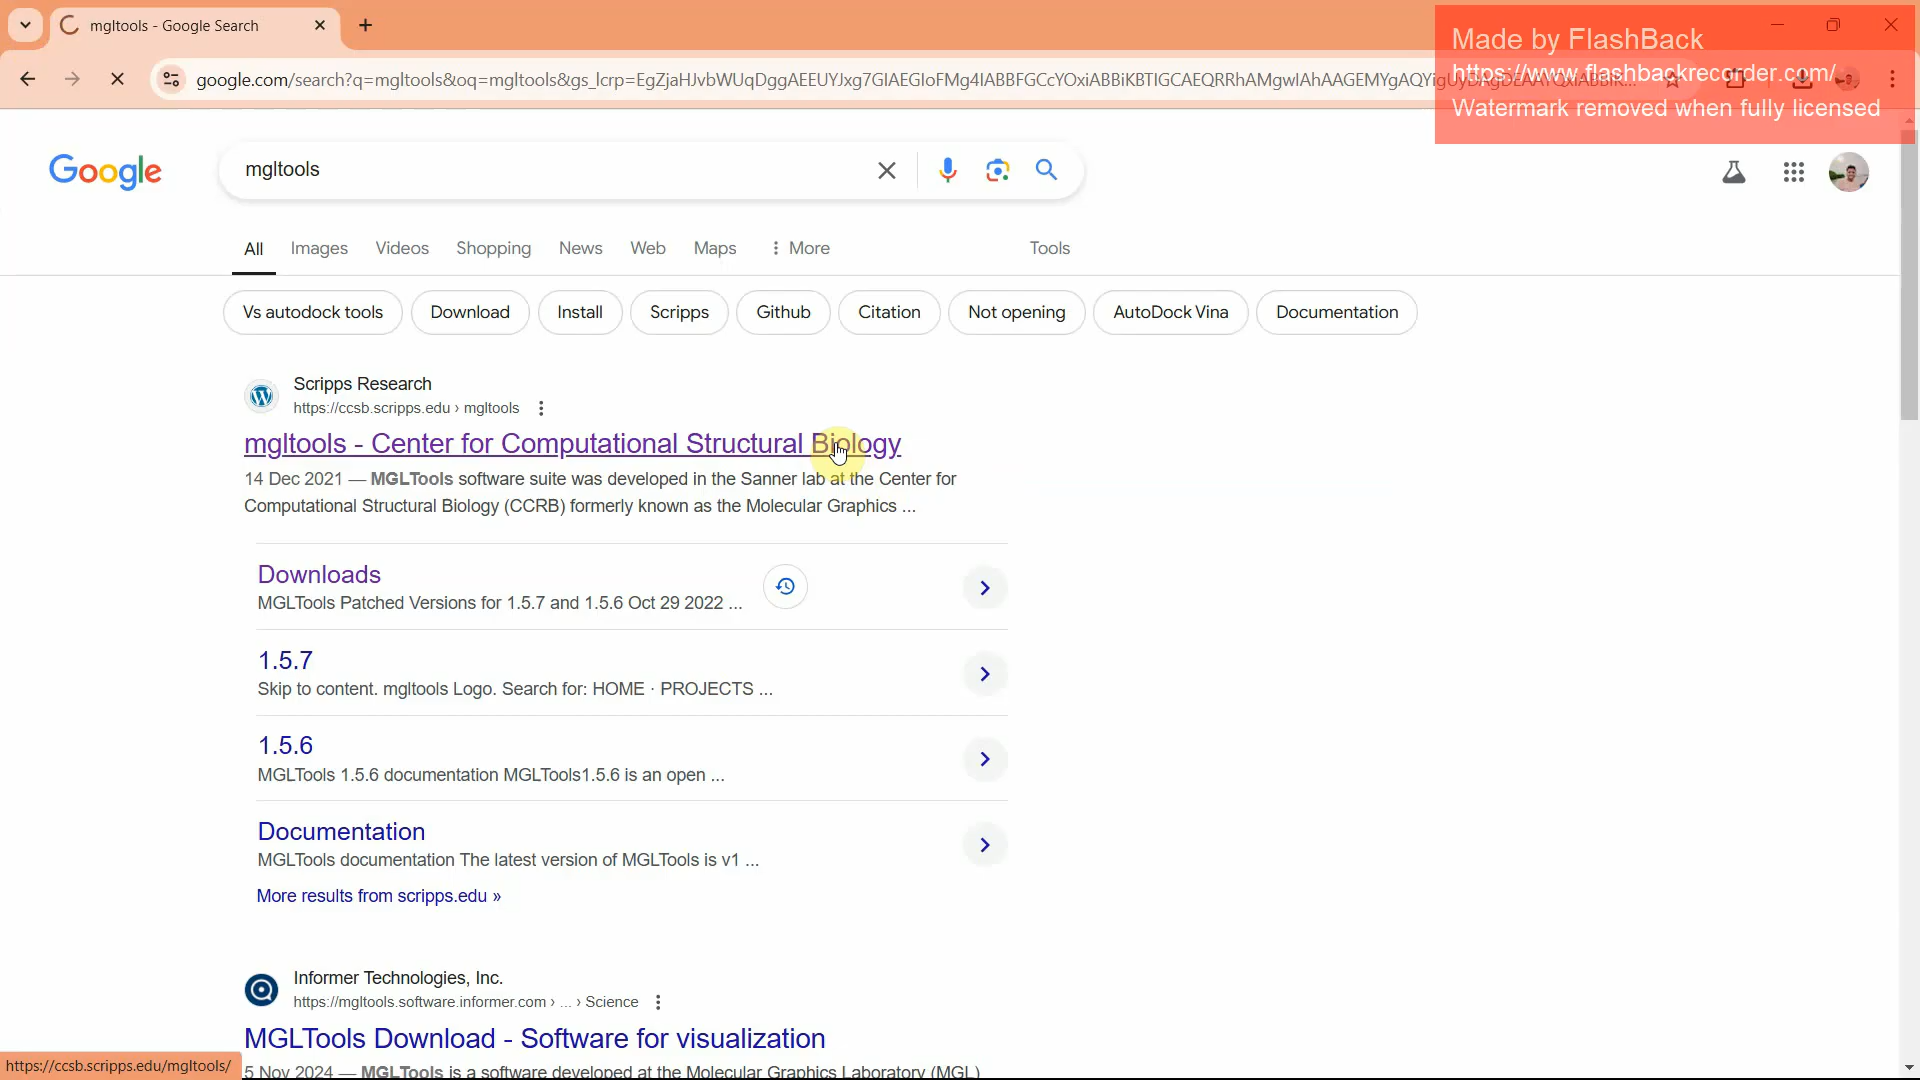 mgltools - Google Search
Made by FlashBack
https://www.flashbackrecorder.com/
Watermark removed when fully licensed
google.com/search?q=mgltools&oq=mgltools&gs_lcrp=
Google
mgltools
All Images Videos Shopping News Web Maps More Tools
Vs autodock tools Download Install Scripps Github Citation Not opening AutoDock Vina Documentation
Scripps Research
https://ccsb.scripps.edu › mgltools
mgltools - Center for Computational Structural Biology
14 Dec 2021 — MGLTools software suite was developed in the Sanner lab at the Center for
Computational Structural Biology (CCRB) formerly known as the Molecular Graphics ...
Downloads
MGLTools Patched Versions for 1.5.7 and 1.5.6 Oct 29 2022 ...
1.5.7
Skip to content. mgltools Logo. Search for: HOME · PROJECTS ...
1.5.6
MGLTools 1.5.6 documentation MGLTools1.5.6 is an open ...
Documentation
MGLTools documentation The latest version of MGLTools is v1 ...
More results from scripps.edu »
Informer Technologies, Inc.
https://mgltools.software.informer.com › ... › Science
MGLTools Download - Software for visualization
5 Nov 2024 — MGLTools is a software developed at the Molecular Graphics Laboratory (MGL)
https://ccsb.scripps.edu/mgltools/